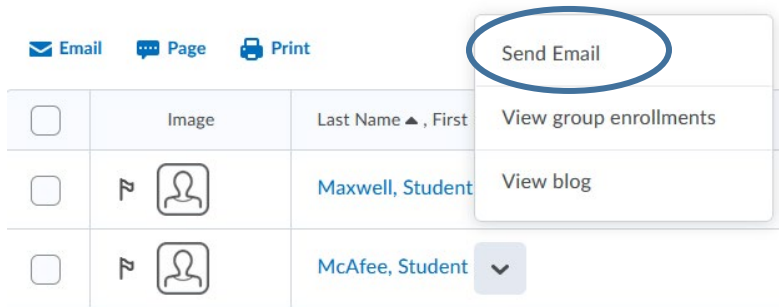 Email Page Print
Send Email
View group enrollments
View blog
Image Last Name , First
Maxwell, Student
McAfee, Student